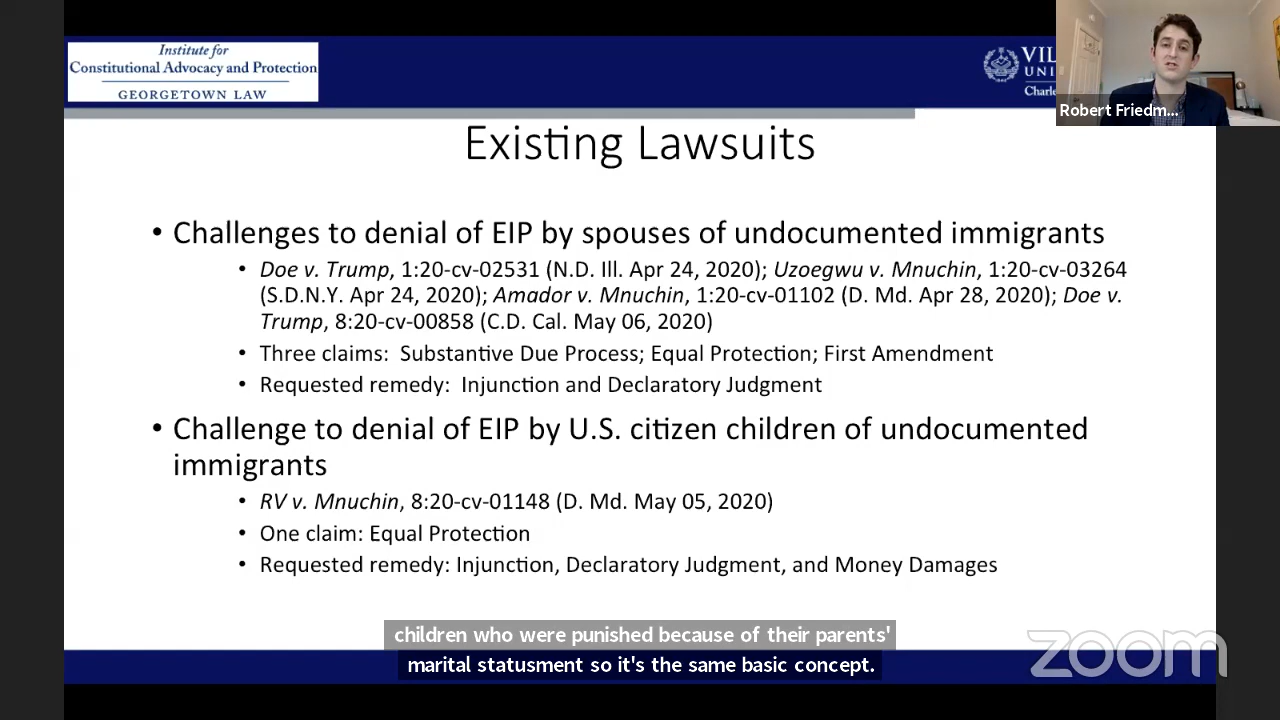 Institute for
Constitutional Advocacy and Protection
GEORGETOWN LAW
VIL
UNI
Charle
Robert Friedm...
Existing Lawsuits
• Challenges to denial of EIP by spouses of undocumented immigrants
• Doe v. Trump, 1:20-cv-02531 (N.D. Ill. Apr 24, 2020); Uzoegwu v. Mnuchin, 1:20-cv-03264
(S.D.N.Y. Apr 24, 2020); Amador v. Mnuchin, 1:20-cv-01102 (D. Md. Apr 28, 2020); Doe v.
Trump, 8:20-cv-00858 (C.D. Cal. May 06, 2020)
• Three claims: Substantive Due Process; Equal Protection; First Amendment
• Requested remedy: Injunction and Declaratory Judgment
• Challenge to denial of EIP by U.S. citizen children of undocumented
immigrants
• RV v. Mnuchin, 8:20-cv-01148 (D. Md. May 05, 2020)
• One claim: Equal Protection
• Requested remedy: Injunction, Declaratory Judgment, and Money Damages
children who were punished because of their parents'
marital statusment so it's the same basic concept.
zoom